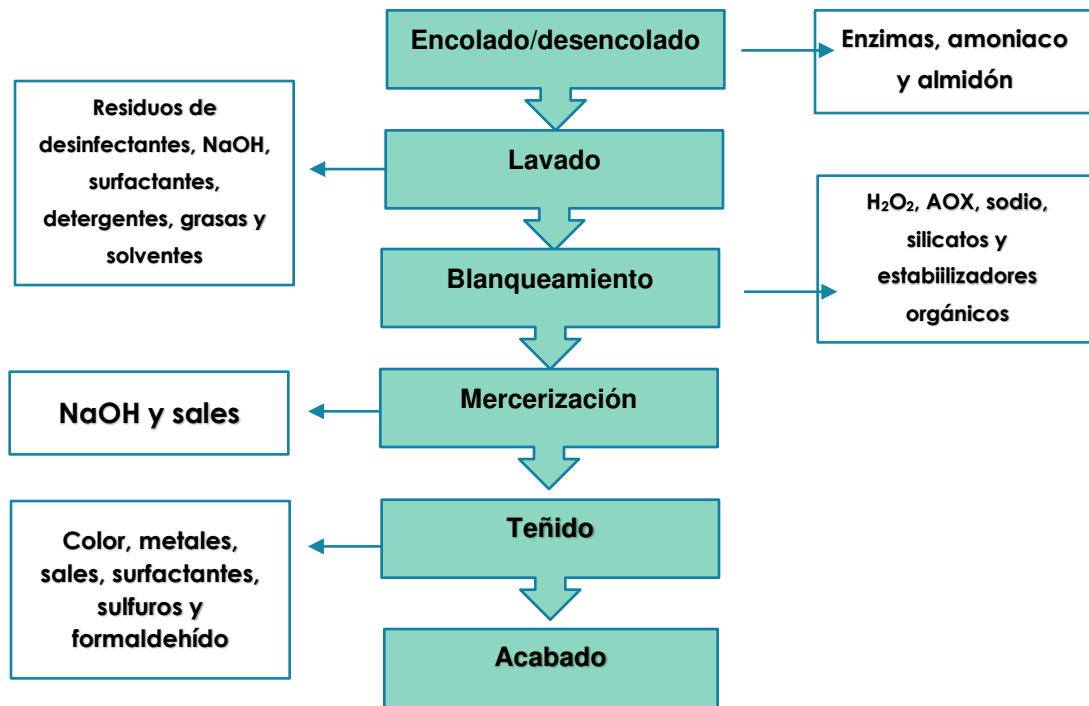 Encolado/desencolado
Enzimas, amoniaco
y almidón
Residuos de
desinfectantes, NaOH,
surfactantes,
detergentes, grasas y
solventes
Lavado
H₂O₂, AOX, sodio,
silicatos y
estabiilizadores
orgánicos
Blanqueamiento
Mercerización
NaOH y sales
Teñido
Color, metales,
sales, surfactantes,
sulfuros y
formaldehído
Acabado